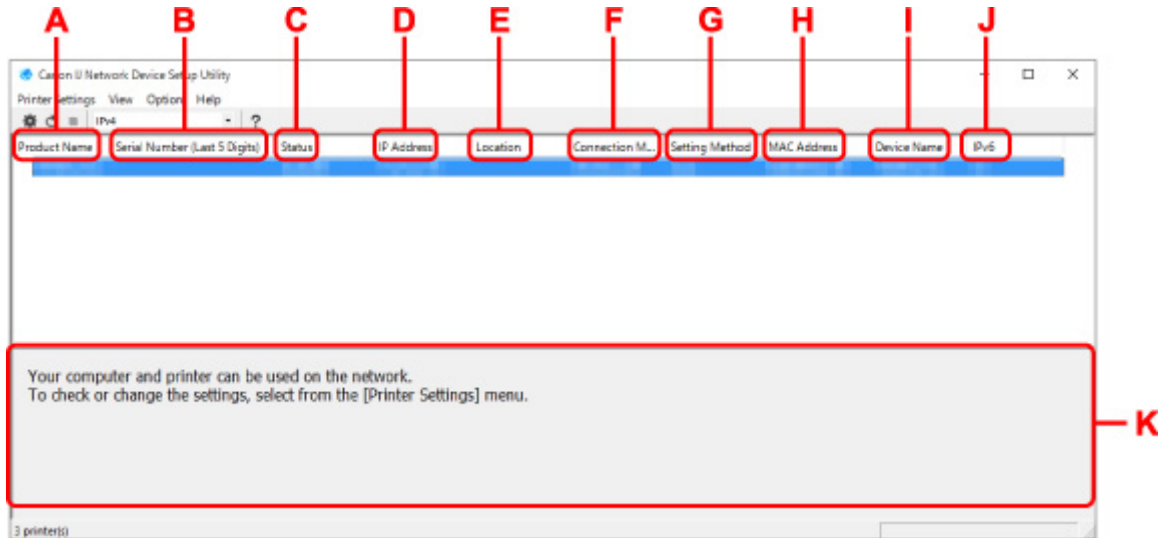 A B C D E F G H I J
Canon IJ Network Device Setup Utility
Printer Settings View Option Help
IPv4 ?
Product Name Serial Number (Last 5 Digits) Status IP Address Location Connection M... Setting Method MAC Address Device Name IPv6
Your computer and printer can be used on the network.
To check or change the settings, select from the [Printer Settings] menu.
K
3 printer(s)